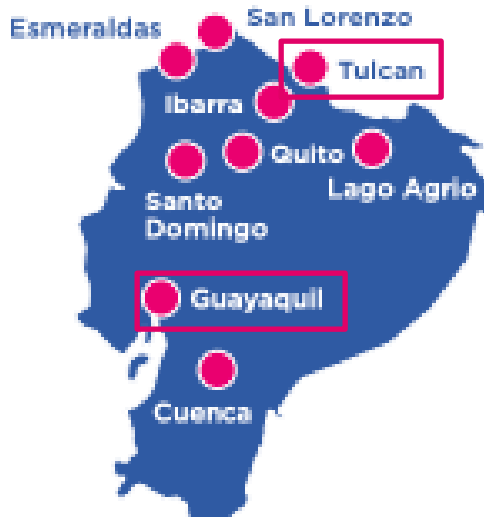 San Lorenzo
Esmeraldas
Tulcan
Ibarra
Quito
Lago Agrio
Santo
Domingo
Guayaquil
Cuenca